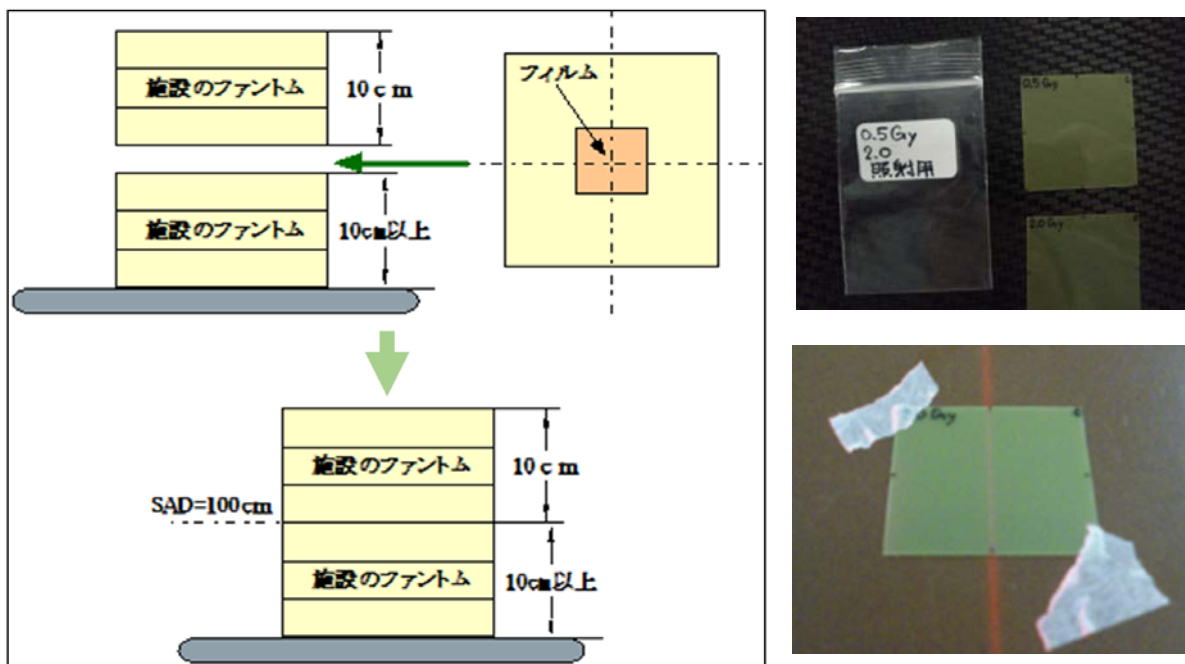 施設のファントム
10cm
フィルム
施設のファントム
10cm以上
SAD=100cm
施設のファントム
10cm
施設のファントム
10cm以上
0.5Gy
2.0
照射用
0.5Gy
2.0Gy